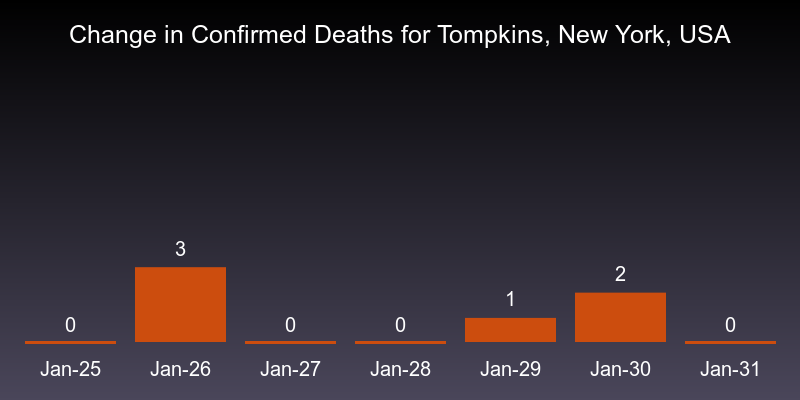 Change in Confirmed Deaths for Tompkins, New York, USA
0 3 0 0 1 2 0
Jan-25 Jan-26 Jan-27 Jan-28 Jan-29 Jan-30 Jan-31